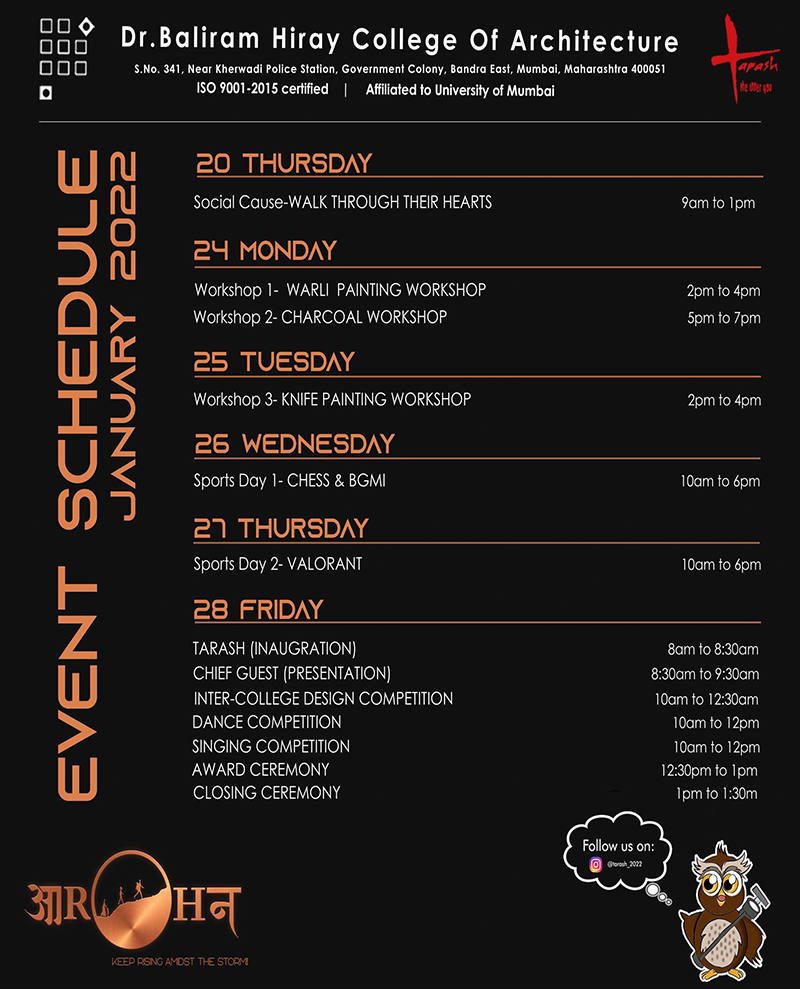 Dr.Baliram Hiray College Of Architecture
S.No. 341, Near Kherwadi Police Station, Government Colony, Bandra East, Mumbai, Maharashtra 400051
ISO 9001-2015 certified | Affiliated to University of Mumbai
tarash
the other you
EVENT SCHEDULE
JANUARY 2022
20 THURSDAY
Social Cause-WALK THROUGH THEIR HEARTS 9am to 1pm
24 MONDAY
Workshop 1- WARLI PAINTING WORKSHOP 2pm to 4pm
Workshop 2- CHARCOAL WORKSHOP 5pm to 7pm
25 TUESDAY
Workshop 3- KNIFE PAINTING WORKSHOP 2pm to 4pm
26 WEDNESDAY
Sports Day 1- CHESS & BGMI 10am to 6pm
27 THURSDAY
Sports Day 2- VALORANT 10am to 6pm
28 FRIDAY
TARASH (INAUGRATION) 8am to 8:30am
CHIEF GUEST (PRESENTATION) 8:30am to 9:30am
INTER-COLLEGE DESIGN COMPETITION 10am to 12:30am
DANCE COMPETITION 10am to 12pm
SINGING COMPETITION 10am to 12pm
AWARD CEREMONY 12:30pm to 1pm
CLOSING CEREMONY 1pm to 1:30m
Follow us on:
@tarash_2022
आROHन
KEEP RISING AMIDST THE STORM!